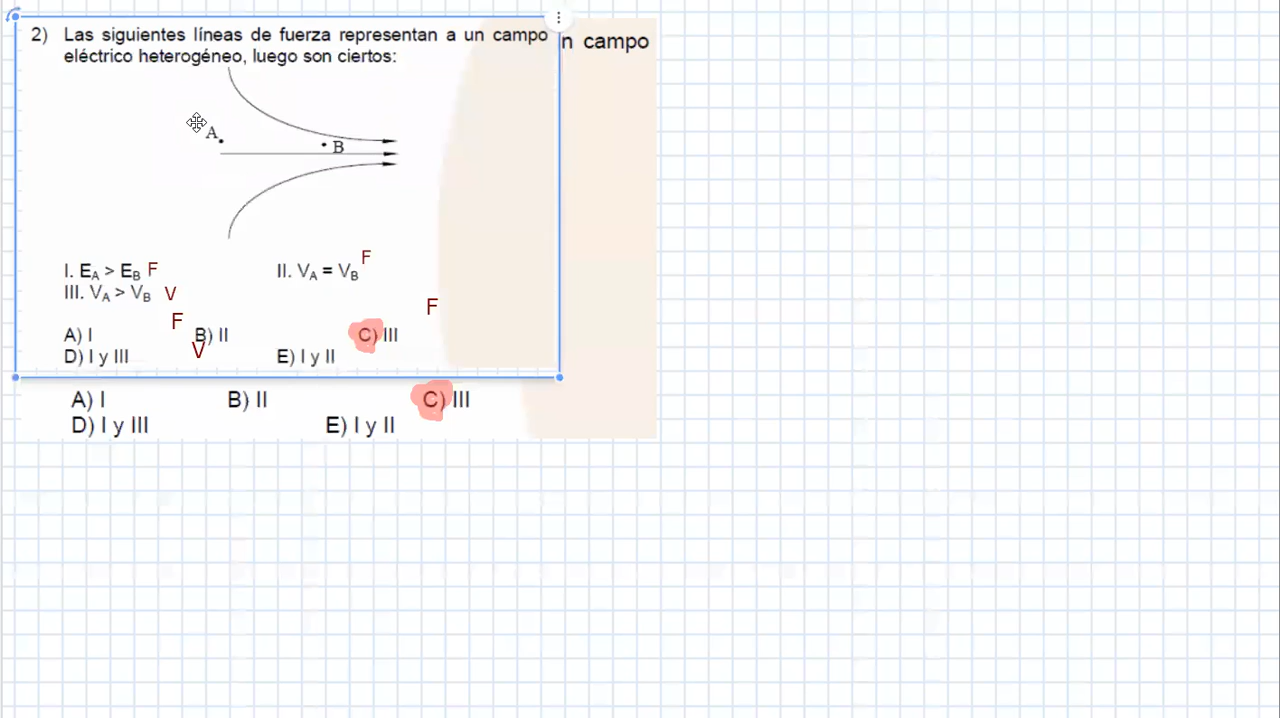 2) Las siguientes líneas de fuerza representan a un campo
n campo
eléctrico heterogéneo, luego son ciertos:
A
B
I. EA > EB F
II. VA = VB F
III. VA > VB V
F
F
A) I
B) II
C) III
V
D) I y III
E) I y II
A) I
B) II
C) III
D) I y III
E) I y II